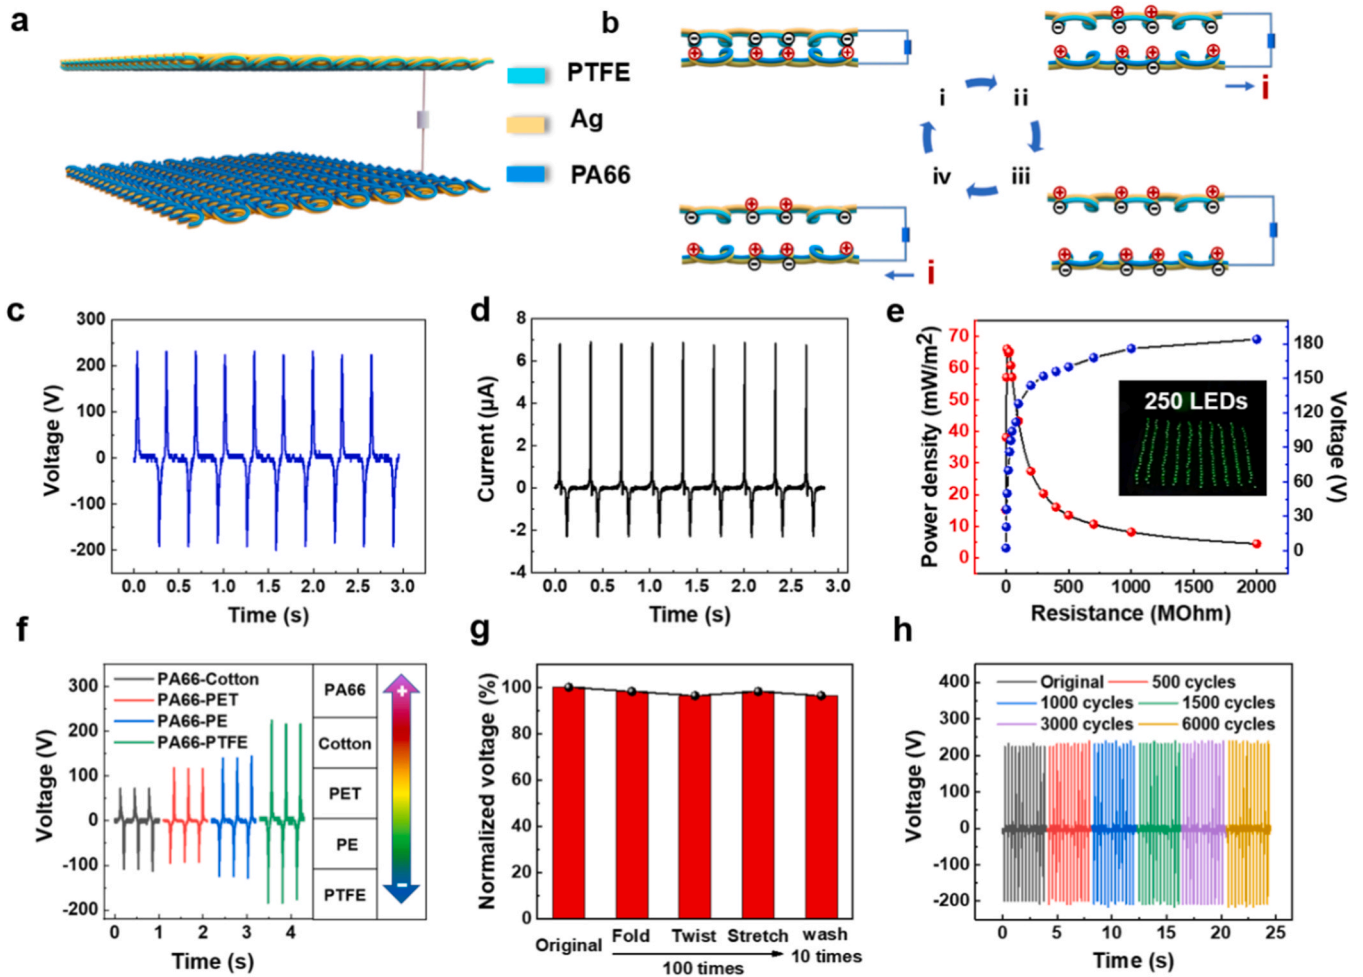 a
PTFE
Ag
PA66
b
i
ii
iii
iv
i
i
c
Voltage (V)
300
200
100
0
-100
-200
0.0 0.5 1.0 1.5 2.0 2.5 3.0
Time (s)
d
Current (μA)
8
6
4
2
0
-2
-4
0.0 0.5 1.0 1.5 2.0 2.5 3.0
Time (s)
e
Power density (mW/m2)
70
60
50
40
30
20
10
0
250 LEDs
180
150
120
90
60
30
0
Voltage (V)
0 500 1000 1500 2000
Resistance (MOhm)
f
Voltage (V)
300
200
100
0
-100
-200
PA66-Cotton
PA66-PET
PA66-PE
PA66-PTFE
PA66
Cotton
PET
PE
PTFE
+
-
0 1 2 3 4
Time (s)
g
Normalized voltage (%)
100
80
60
40
20
0
Original Fold Twist Stretch wash
100 times 10 times
h
Voltage (V)
400
300
200
100
0
-100
-200
Original 500 cycles
1000 cycles 1500 cycles
3000 cycles 6000 cycles
0 5 10 15 20 25
Time (s)